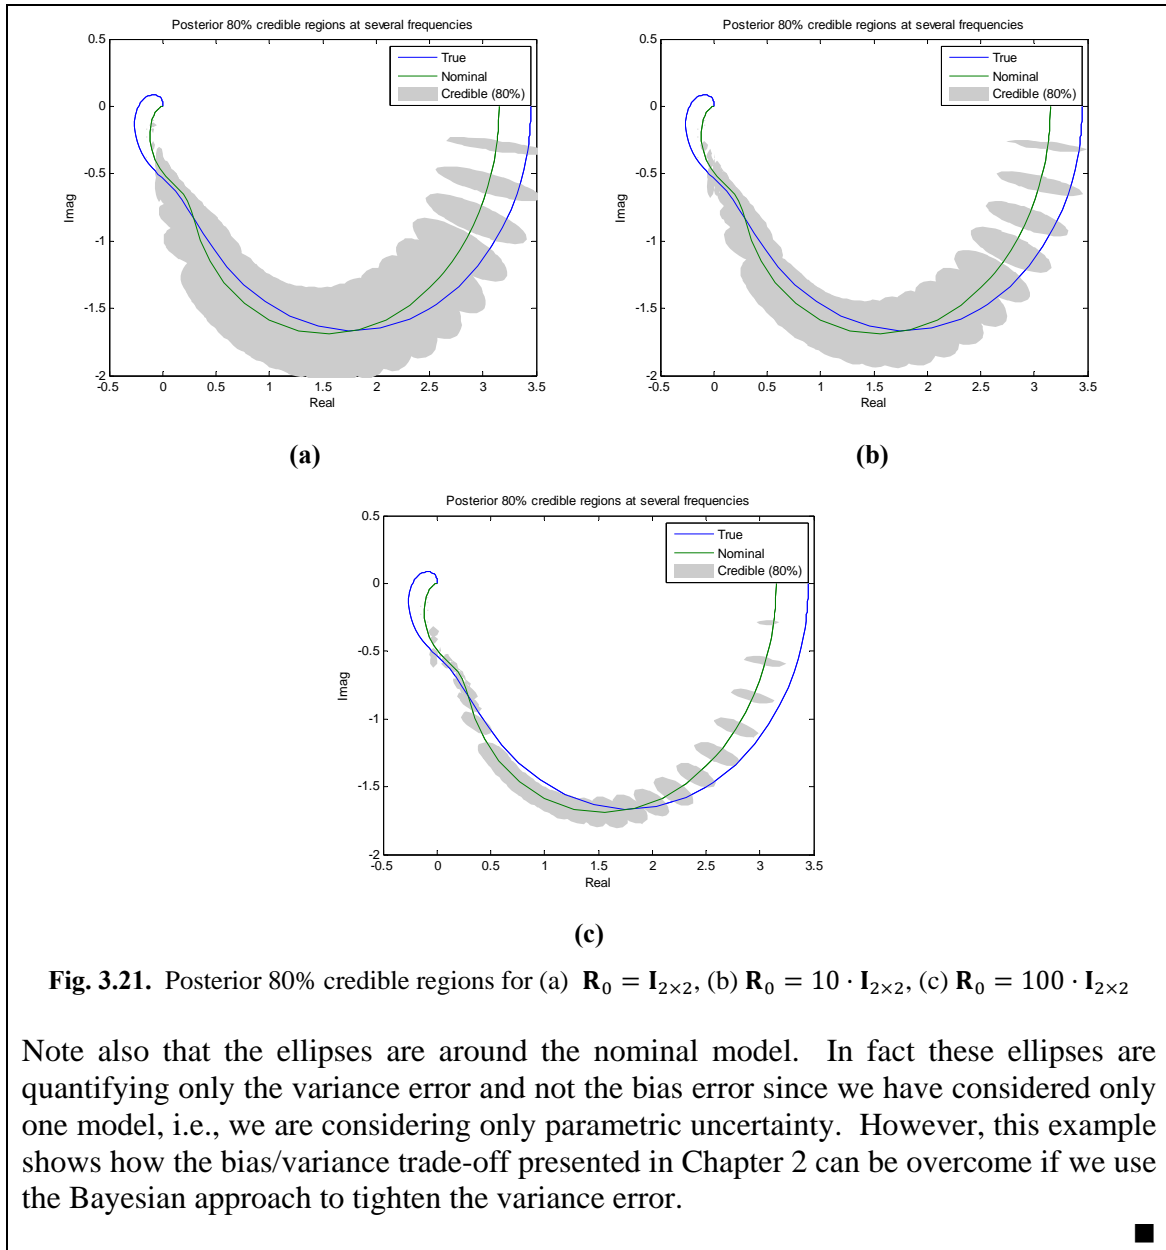 Posterior 80% credible regions at several frequencies
0.5
0
-0.5
-1
-1.5
-2
Imag
-0.5 0 0.5 1 1.5 2 2.5 3 3.5
Real
True
Nominal
Credible (80%)
(a)
Posterior 80% credible regions at several frequencies
0.5
0
-0.5
-1
-1.5
-2
Imag
-0.5 0 0.5 1 1.5 2 2.5 3 3.5
Real
True
Nominal
Credible (80%)
(b)
Posterior 80% credible regions at several frequencies
0.5
0
-0.5
-1
-1.5
-2
Imag
-0.5 0 0.5 1 1.5 2 2.5 3 3.5
Real
True
Nominal
Credible (80%)
(c)
Fig. 3.21. Posterior 80% credible regions for (a) R₀ = I₂ₓ₂, (b) R₀ = 10 · I₂ₓ₂, (c) R₀ = 100 · I₂ₓ₂
Note also that the ellipses are around the nominal model. In fact these ellipses are
quantifying only the variance error and not the bias error since we have considered only
one model, i.e., we are considering only parametric uncertainty. However, this example
shows how the bias/variance trade-off presented in Chapter 2 can be overcome if we use
the Bayesian approach to tighten the variance error.
■